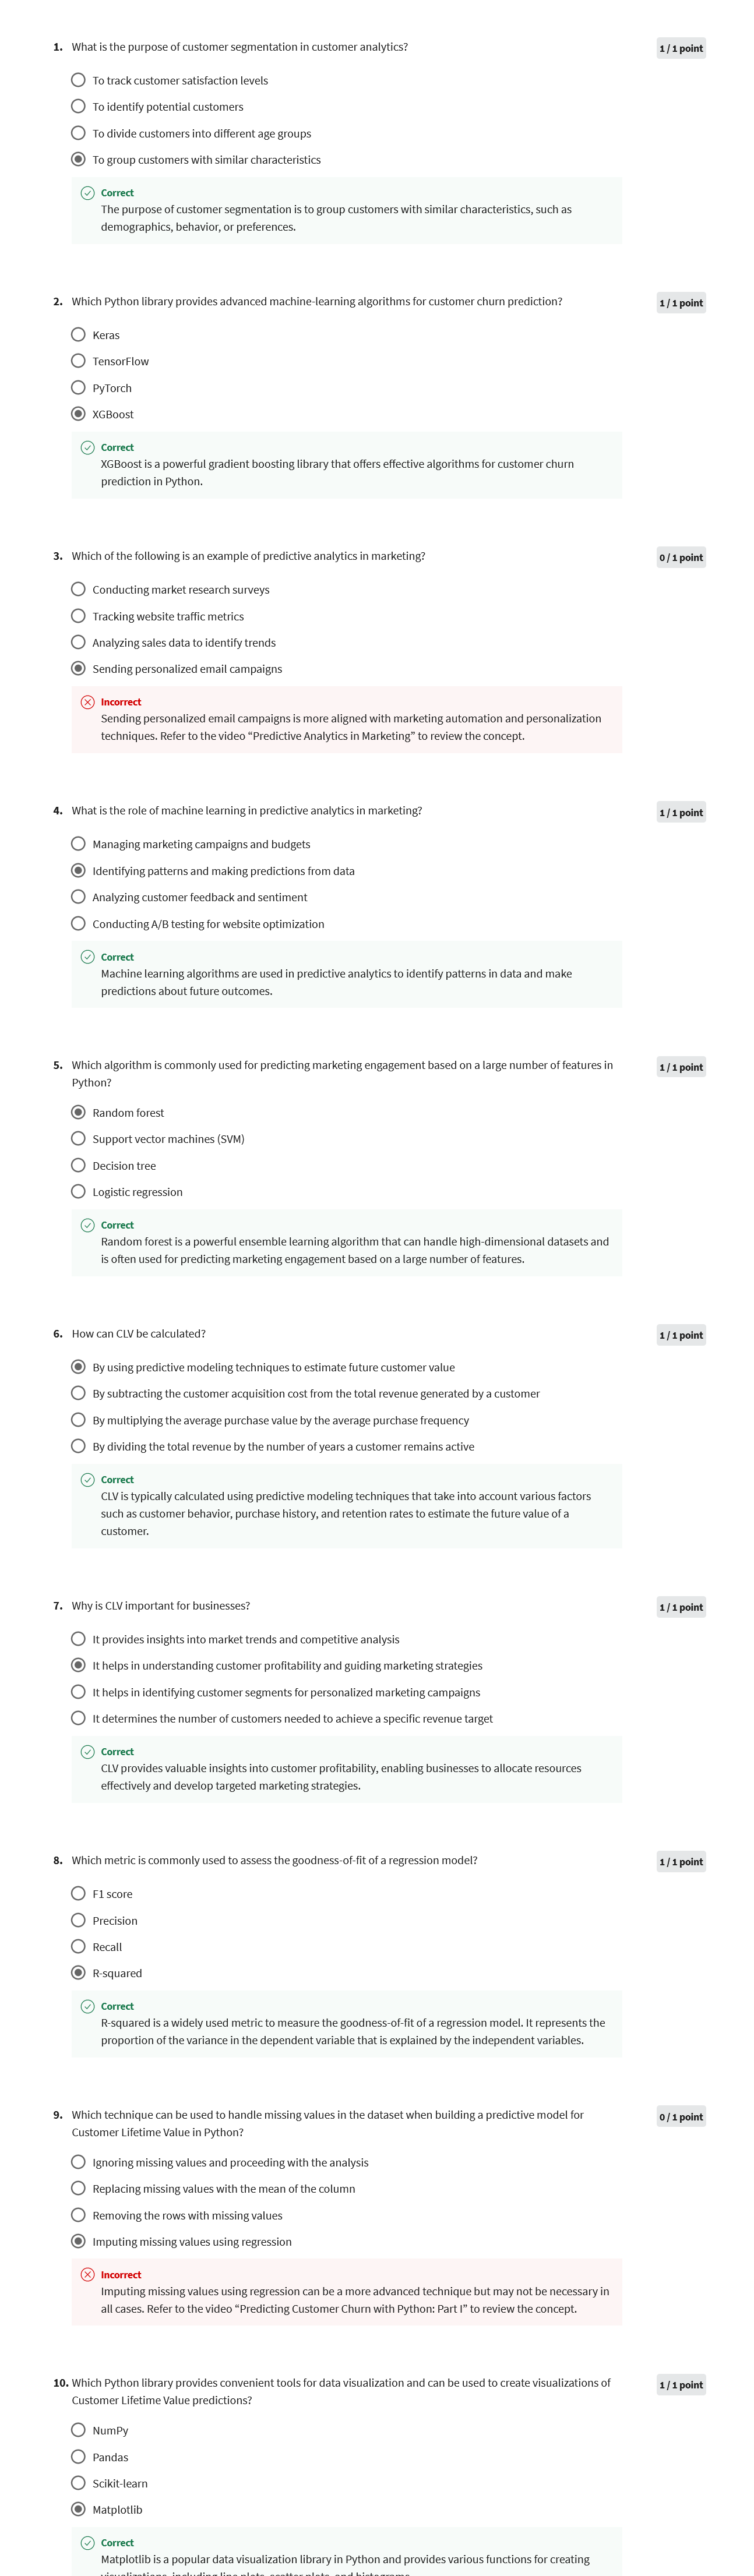 1. What is the purpose of customer segmentation in customer analytics?
1 / 1 point
To track customer satisfaction levels
To identify potential customers
To divide customers into different age groups
To group customers with similar characteristics
Correct
The purpose of customer segmentation is to group customers with similar characteristics, such as
demographics, behavior, or preferences.
2. Which Python library provides advanced machine-learning algorithms for customer churn prediction?
1 / 1 point
Keras
TensorFlow
PyTorch
XGBoost
Correct
XGBoost is a powerful gradient boosting library that offers effective algorithms for customer churn
prediction in Python.
3. Which of the following is an example of predictive analytics in marketing?
0 / 1 point
Conducting market research surveys
Tracking website traffic metrics
Analyzing sales data to identify trends
Sending personalized email campaigns
Incorrect
Sending personalized email campaigns is more aligned with marketing automation and personalization
techniques. Refer to the video “Predictive Analytics in Marketing” to review the concept.
4. What is the role of machine learning in predictive analytics in marketing?
1 / 1 point
Managing marketing campaigns and budgets
Identifying patterns and making predictions from data
Analyzing customer feedback and sentiment
Conducting A/B testing for website optimization
Correct
Machine learning algorithms are used in predictive analytics to identify patterns in data and make
predictions about future outcomes.
5. Which algorithm is commonly used for predicting marketing engagement based on a large number of features in
Python?
1 / 1 point
Random forest
Support vector machines (SVM)
Decision tree
Logistic regression
Correct
Random forest is a powerful ensemble learning algorithm that can handle high-dimensional datasets and
is often used for predicting marketing engagement based on a large number of features.
6. How can CLV be calculated?
1 / 1 point
By using predictive modeling techniques to estimate future customer value
By subtracting the customer acquisition cost from the total revenue generated by a customer
By multiplying the average purchase value by the average purchase frequency
By dividing the total revenue by the number of years a customer remains active
Correct
CLV is typically calculated using predictive modeling techniques that take into account various factors
such as customer behavior, purchase history, and retention rates to estimate the future value of a
customer.
7. Why is CLV important for businesses?
1 / 1 point
It provides insights into market trends and competitive analysis
It helps in understanding customer profitability and guiding marketing strategies
It helps in identifying customer segments for personalized marketing campaigns
It determines the number of customers needed to achieve a specific revenue target
Correct
CLV provides valuable insights into customer profitability, enabling businesses to allocate resources
effectively and develop targeted marketing strategies.
8. Which metric is commonly used to assess the goodness-of-fit of a regression model?
1 / 1 point
F1 score
Precision
Recall
R-squared
Correct
R-squared is a widely used metric to measure the goodness-of-fit of a regression model. It represents the
proportion of the variance in the dependent variable that is explained by the independent variables.
9. Which technique can be used to handle missing values in the dataset when building a predictive model for
Customer Lifetime Value in Python?
0 / 1 point
Ignoring missing values and proceeding with the analysis
Replacing missing values with the mean of the column
Removing the rows with missing values
Imputing missing values using regression
Incorrect
Imputing missing values using regression can be a more advanced technique but may not be necessary in
all cases. Refer to the video “Predicting Customer Churn with Python: Part I” to review the concept.
10. Which Python library provides convenient tools for data visualization and can be used to create visualizations of
Customer Lifetime Value predictions?
1 / 1 point
NumPy
Pandas
Scikit-learn
Matplotlib
Correct
Matplotlib is a popular data visualization library in Python and provides various functions for creating